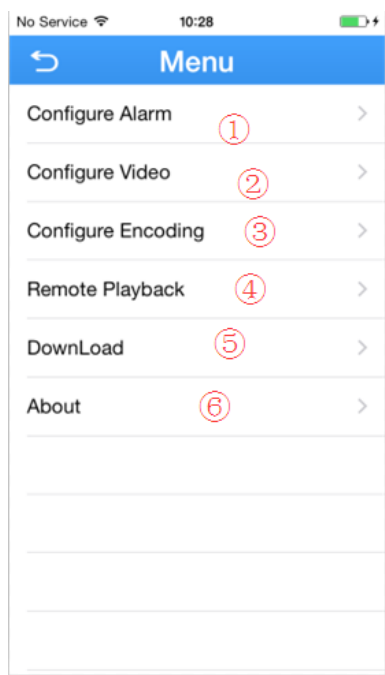 No Service 10:28
Menu
Configure Alarm ①
Configure Video ②
Configure Encoding ③
Remote Playback ④
DownLoad ⑤
About ⑥